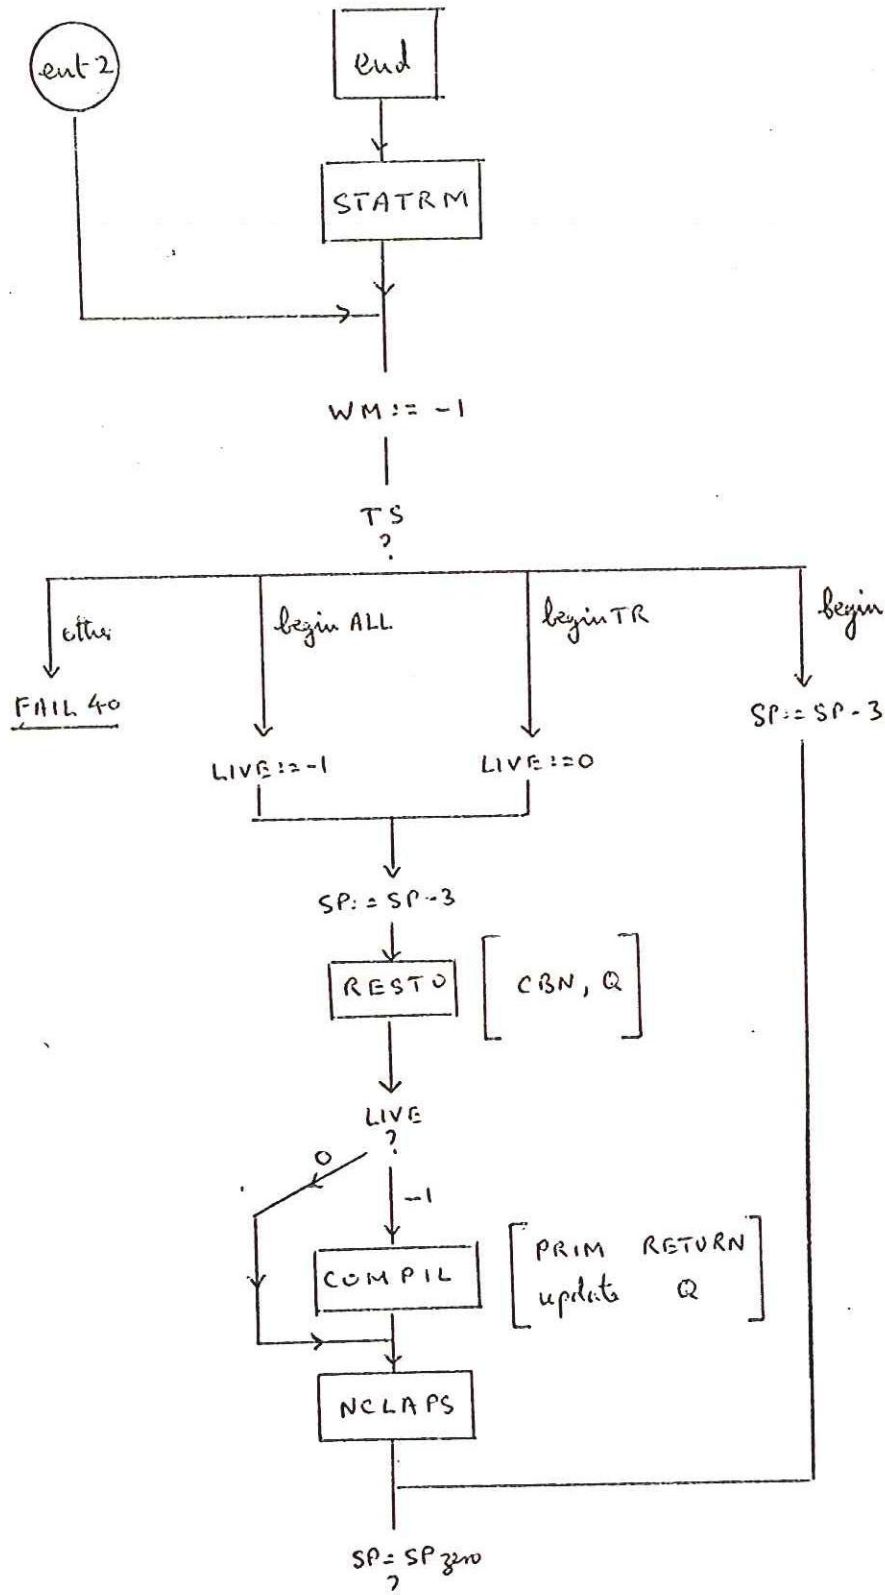 ent 2
end
STATRM
WM := -1
TS
?
other
begin ALL
begin TR
begin
FAIL 40
LIVE := -1
LIVE := 0
SP := SP - 3
SP := SP - 3
RESTO
CBN, Q
LIVE
?
0
-1
COMPIL
PRIM RETURN
update Q
NCLAPS
SP = SP zero
?